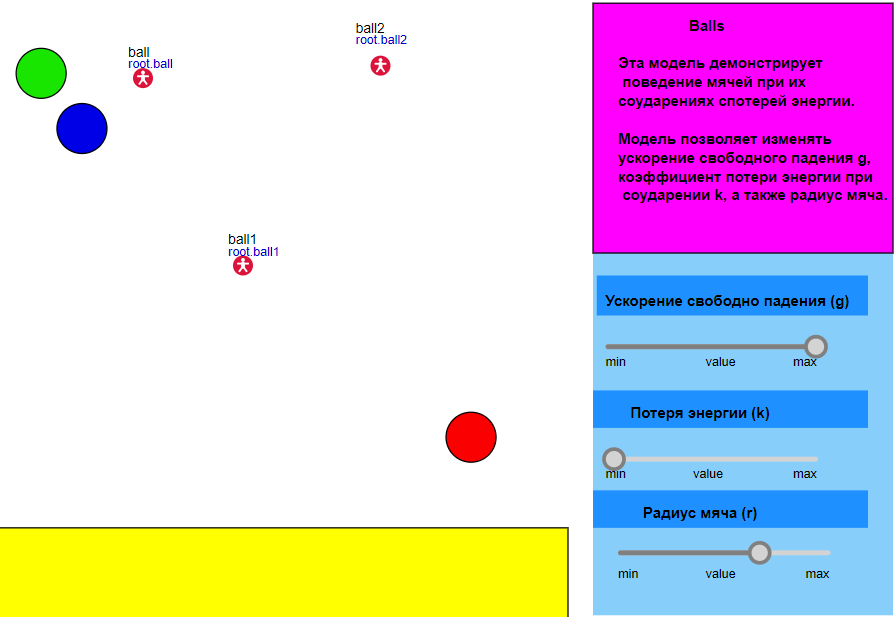 ball
root.ball
ball2
root.ball2
ball1
root.ball1
Balls
Эта модель демонстрирует
поведение мячей при их
соударениях спотерей энергии.
Модель позволяет изменять
ускорение свободного падения g,
коэффициент потери энергии при
соударении k, а также радиус мяча.
Ускорение свободно падения (g)
min value max
Потеря энергии (k)
min value max
Радиус мяча (r)
min value max